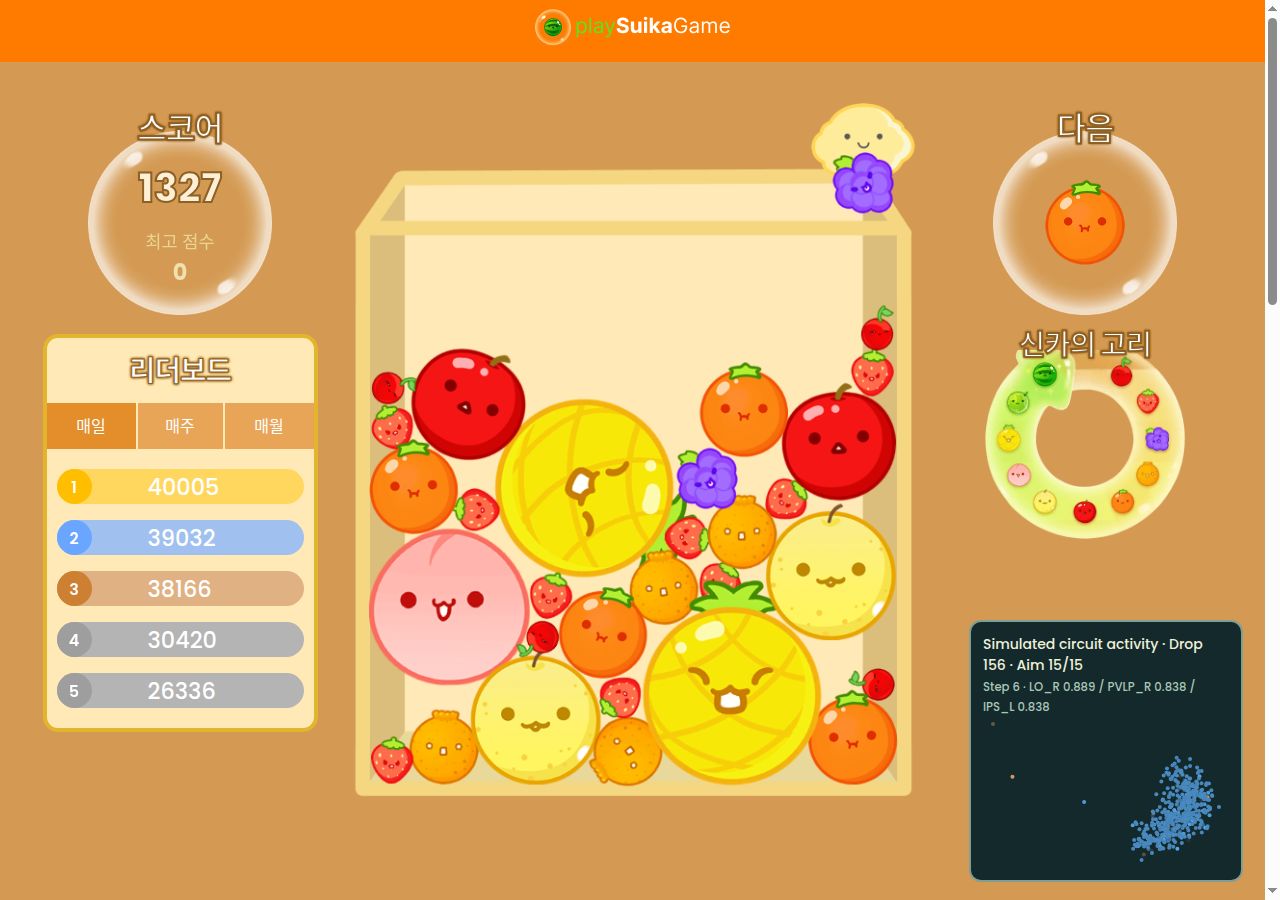 playSuikaGame
스코어
1327
최고 점수
0
다음
신카의 고리
리더보드
매일 매주 매월
1 40005
2 39032
3 38166
4 30420
5 26336
Simulated circuit activity · Drop
156 · Aim 15/15
Step 6 · LO_R 0.889 / PVLP_R 0.838 /
IPS_L 0.838